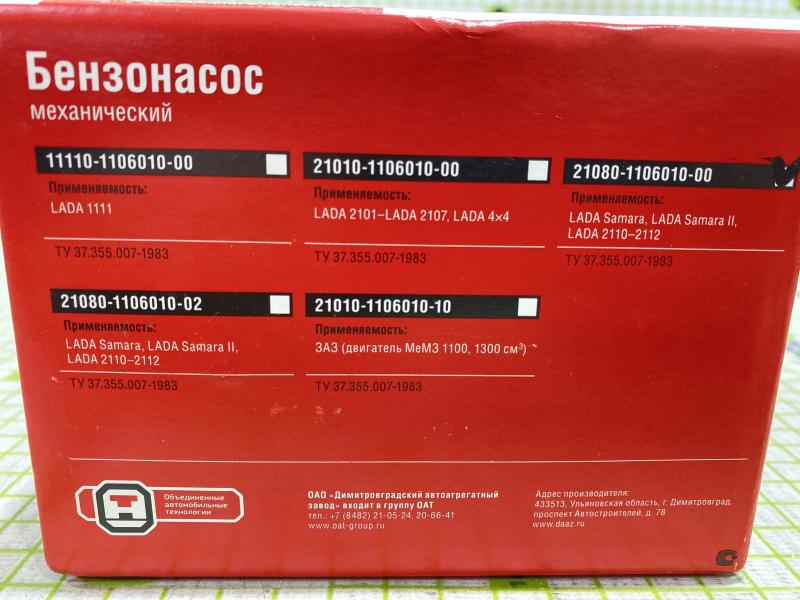 Бензонасос
механический
11110-1106010-00
Применяемость:
LADA 1111
ТУ 37.355.007-1983
21010-1106010-00
Применяемость:
LADA 2101–LADA 2107, LADA 4×4
ТУ 37.355.007-1983
21080-1106010-00
Применяемость:
LADA Samara, LADA Samara II,
LADA 2110–2112
ТУ 37.355.007-1983
21080-1106010-02
Применяемость:
LADA Samara, LADA Samara II,
LADA 2110–2112
ТУ 37.355.007-1983
21010-1106010-10
Применяемость:
ЗАЗ (двигатель МеМЗ 1100, 1300 см³)
ТУ 37.355.007-1983
Объединенные
автомобильные
технологии
ОАО «Димитровградский автоагрегатный
завод» входит в группу ОАТ
тел.: +7 (8482) 21-05-24, 20-66-41
www.oat-group.ru
Адрес производителя:
433513, Ульяновская область, г. Димитровград,
проспект Автостроителей, д. 78
www.daaz.ru